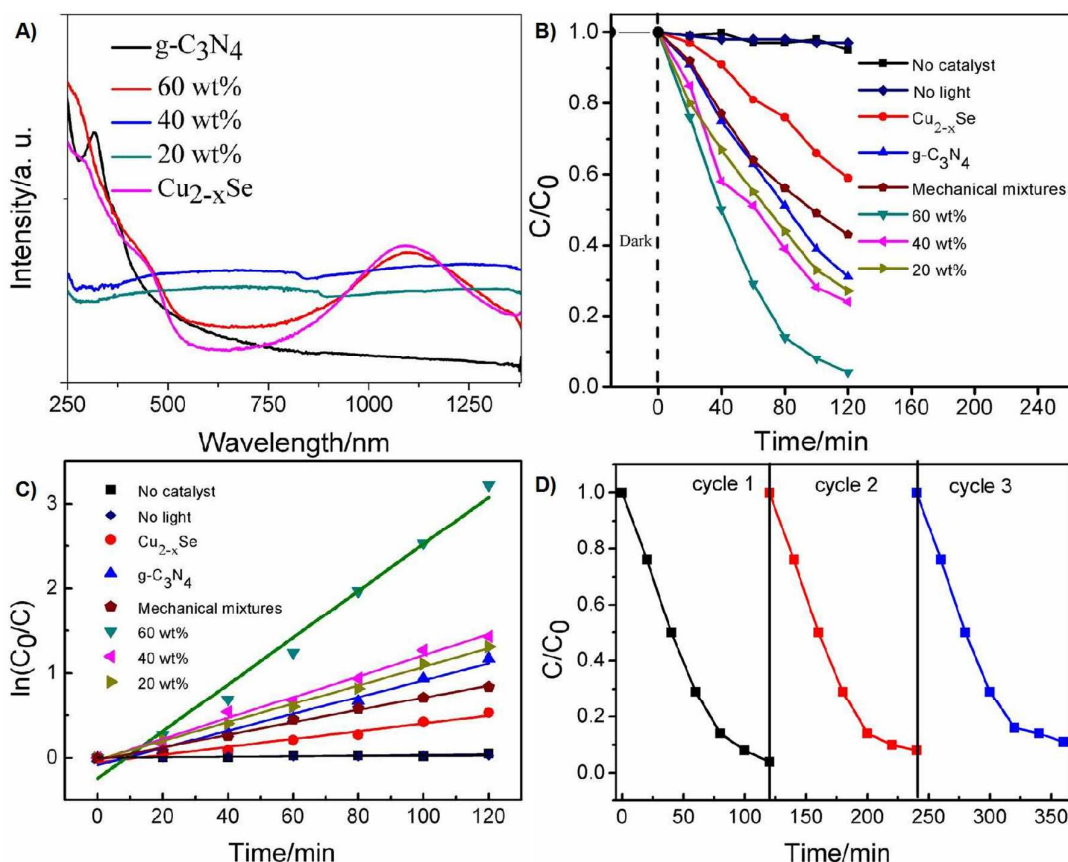 A)
g-C₃N₄
60 wt%
40 wt%
20 wt%
Cu₂₋ₓSe
Intensity/a. u.
250 500 750 1000 1250
Wavelength/nm
B)
1.0
0.8
0.6
0.4
0.2
0.0
C/C₀
Dark
No catalyst
No light
Cu₂₋ₓSe
g-C₃N₄
Mechanical mixtures
60 wt%
40 wt%
20 wt%
0 40 80 120 160 200 240
Time/min
C)
3
2
1
0
ln(C₀/C)
No catalyst
No light
Cu₂₋ₓSe
g-C₃N₄
Mechanical mixtures
60 wt%
40 wt%
20 wt%
0 20 40 60 80 100 120
Time/min
D)
1.0
0.8
0.6
0.4
0.2
0.0
C/C₀
cycle 1 cycle 2 cycle 3
0 50 100 150 200 250 300 350
Time/min